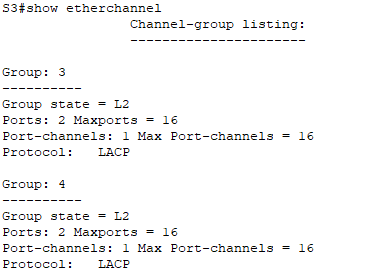 S3#show etherchannel
Channel-group listing:
----------------------
Group: 3
----------
Group state = L2
Ports: 2 Maxports = 16
Port-channels: 1 Max Port-channels = 16
Protocol:   LACP
Group: 4
----------
Group state = L2
Ports: 2 Maxports = 16
Port-channels: 1 Max Port-channels = 16
Protocol:   LACP